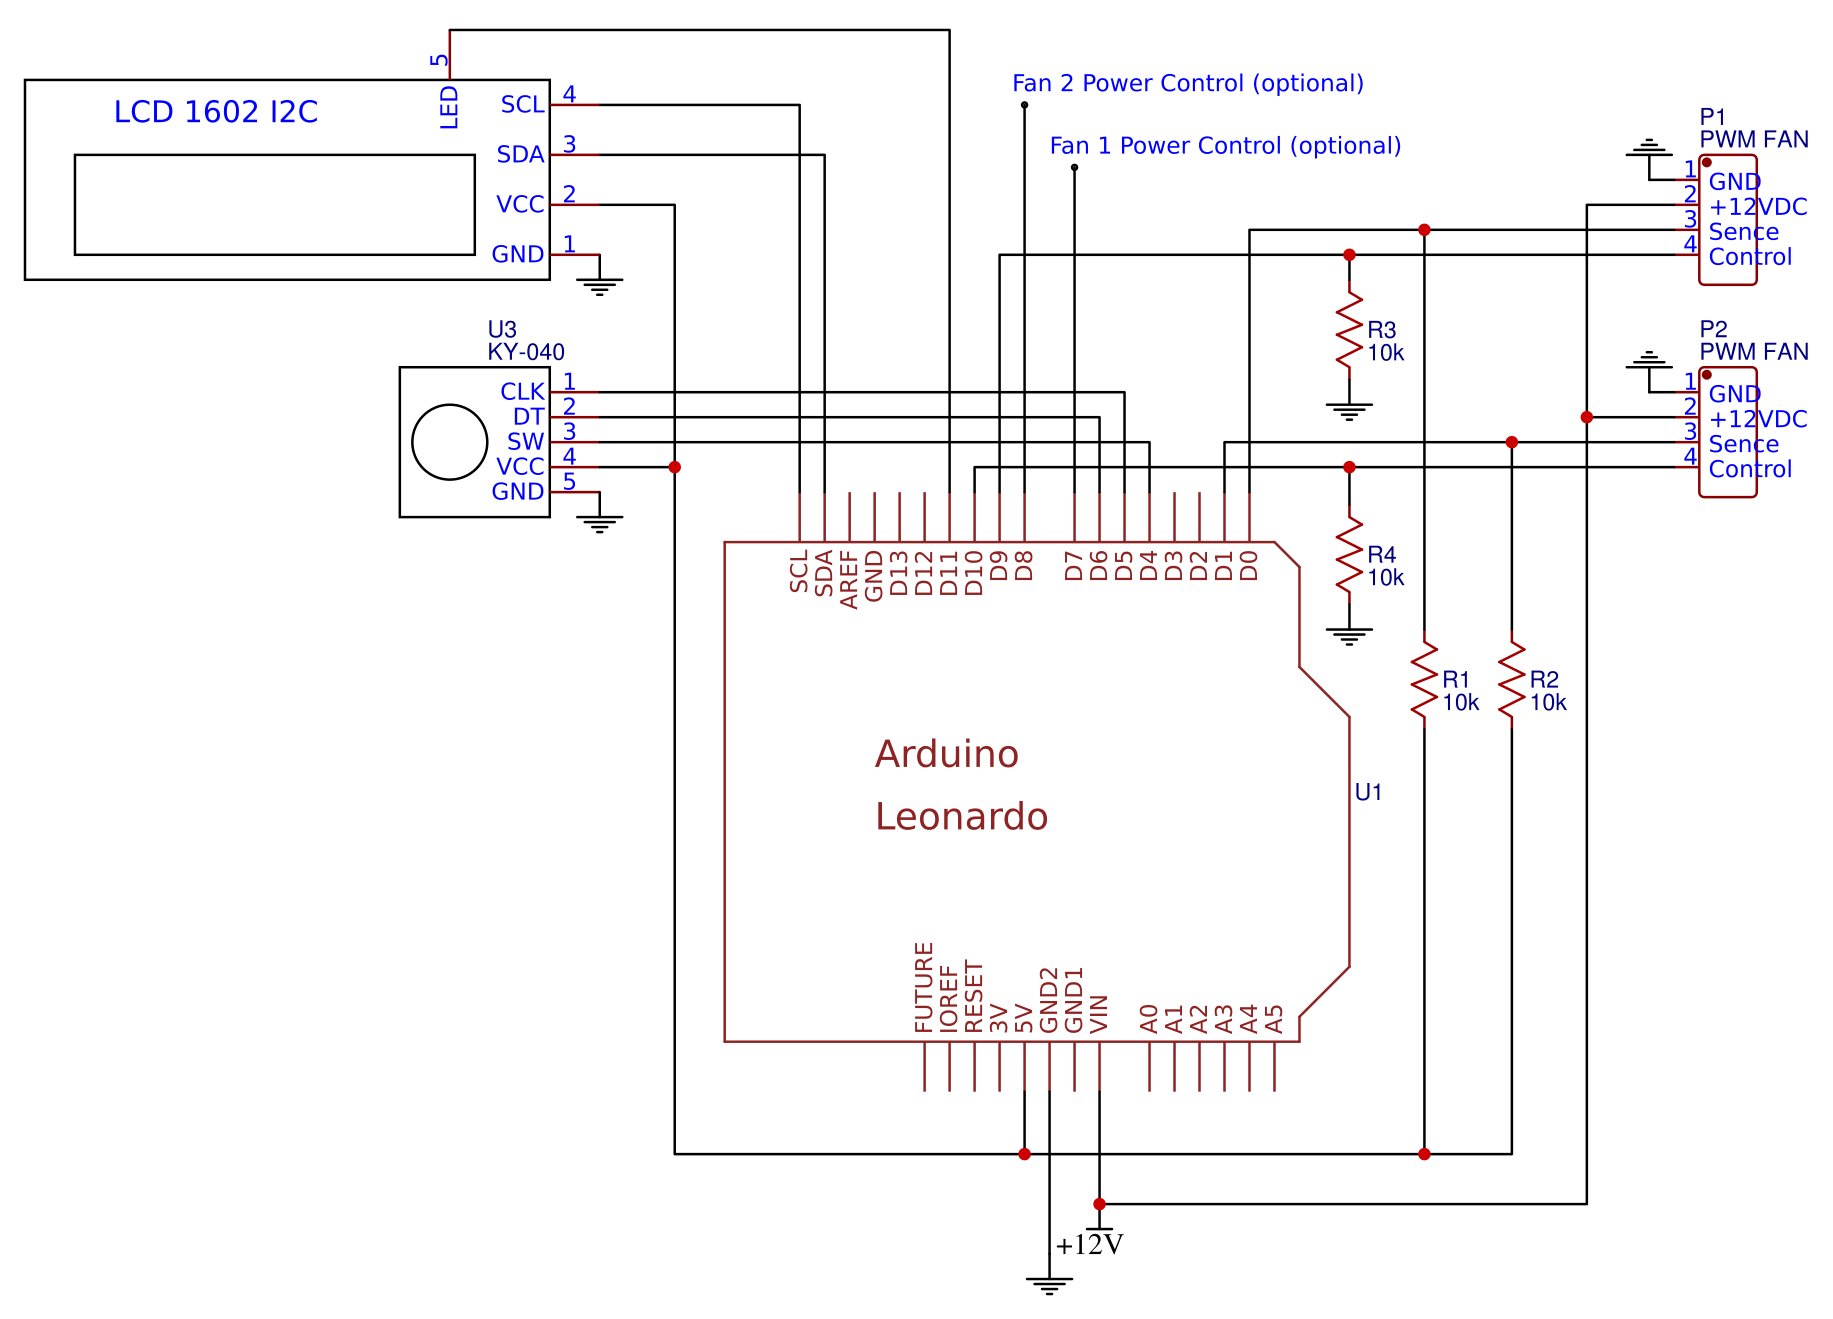 5
LED
LCD 1602 I2C
SCL 4
SDA 3
VCC 2
GND 1
Fan 2 Power Control (optional)
Fan 1 Power Control (optional)
P1
PWM FAN
1 GND
2 +12VDC
3 Sence
4 Control
R3
10k
P2
PWM FAN
1 GND
2 +12VDC
3 Sence
4 Control
U3
KY-040
CLK 1
DT 2
SW 3
VCC 4
GND 5
SCL
SDA
AREF
GND
D13
D12
D11
D10
D9
D8
D7
D6
D5
D4
D3
D2
D1
D0
R4
10k
R1
10k
R2
10k
Arduino
Leonardo
U1
FUTURE
IOREF
RESET
3V
5V
GND2
GND1
VIN
A0
A1
A2
A3
A4
A5
+12V